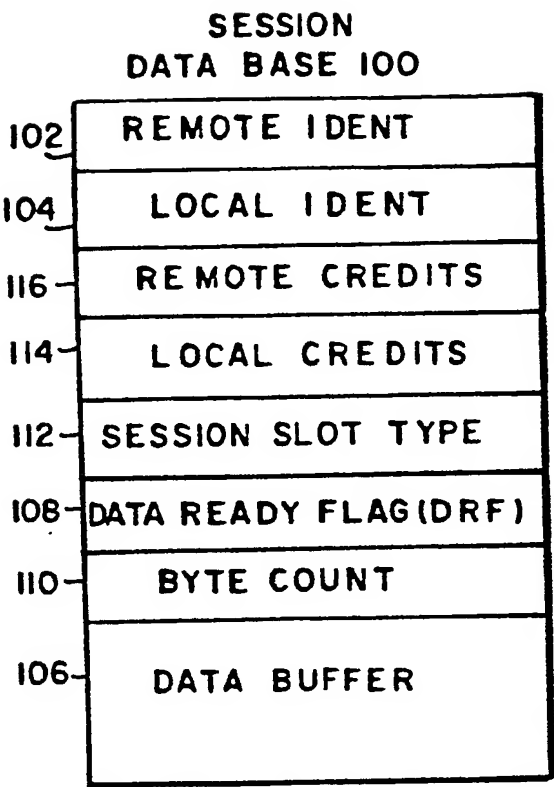 SESSION
DATA BASE 100
102 REMOTE IDENT
104 LOCAL IDENT
116 REMOTE CREDITS
114 LOCAL CREDITS
112 SESSION SLOT TYPE
108 DATA READY FLAG(DRF)
110 BYTE COUNT
106 DATA BUFFER